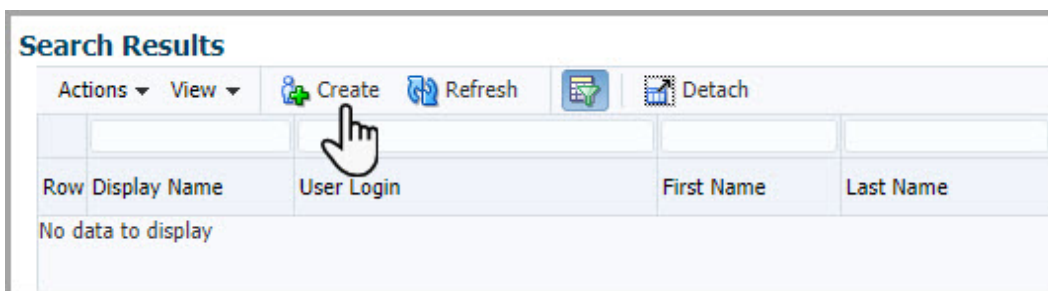 Search Results
Actions View Create Refresh Detach
Row Display Name User Login First Name Last Name
No data to display